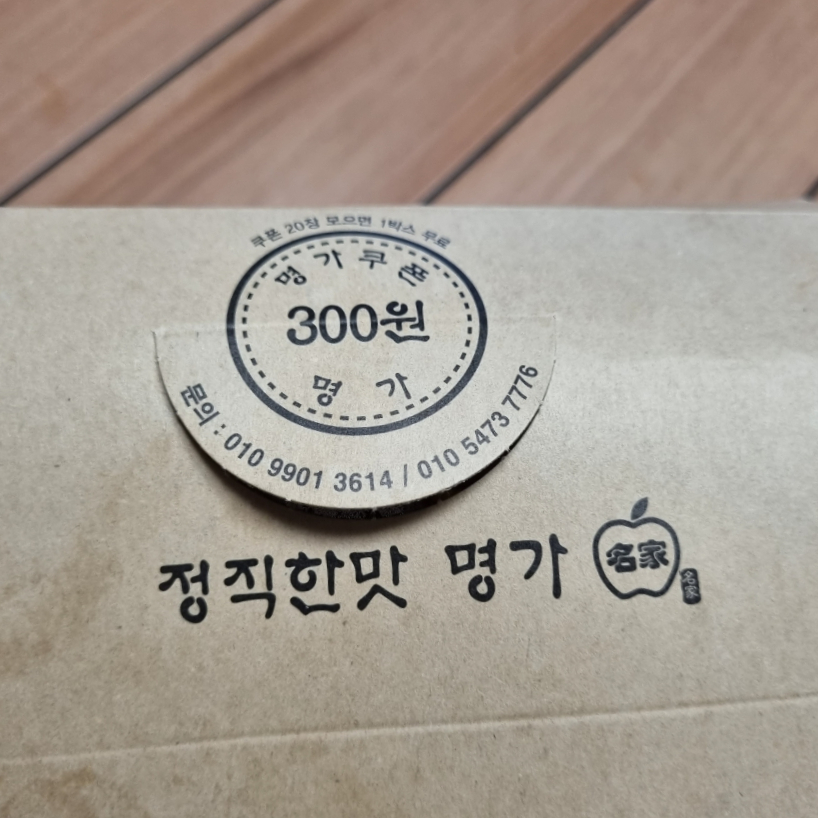 쿠폰 20장 모으면 1박스 무료
명가쿠폰
300원
명 가
문의 : 010 9901 3614 / 010 5473 7776
정직한맛 명가
名家
名家